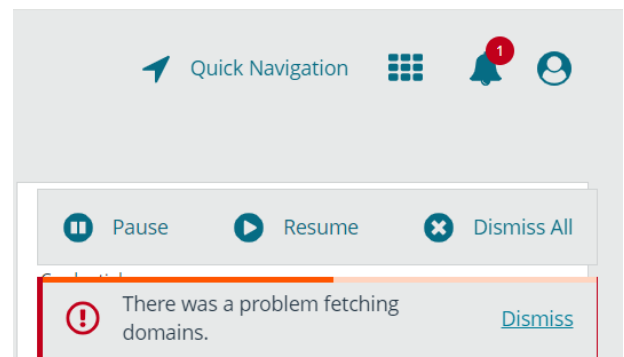 Quick Navigation
1
Pause
Resume
Dismiss All
There was a problem fetching
domains.
Dismiss